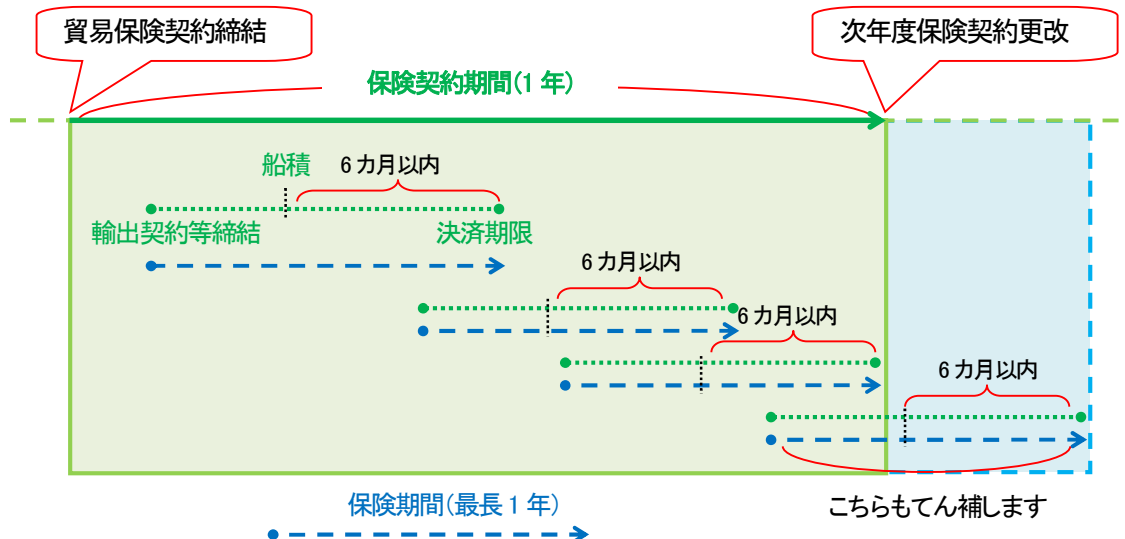 貿易保険契約締結
次年度保険契約更改
保険契約期間(1年)
船積
6カ月以内
輸出契約等締結
決済期限
6カ月以内
6カ月以内
6カ月以内
保険期間(最長1年)
こちらもてん補します